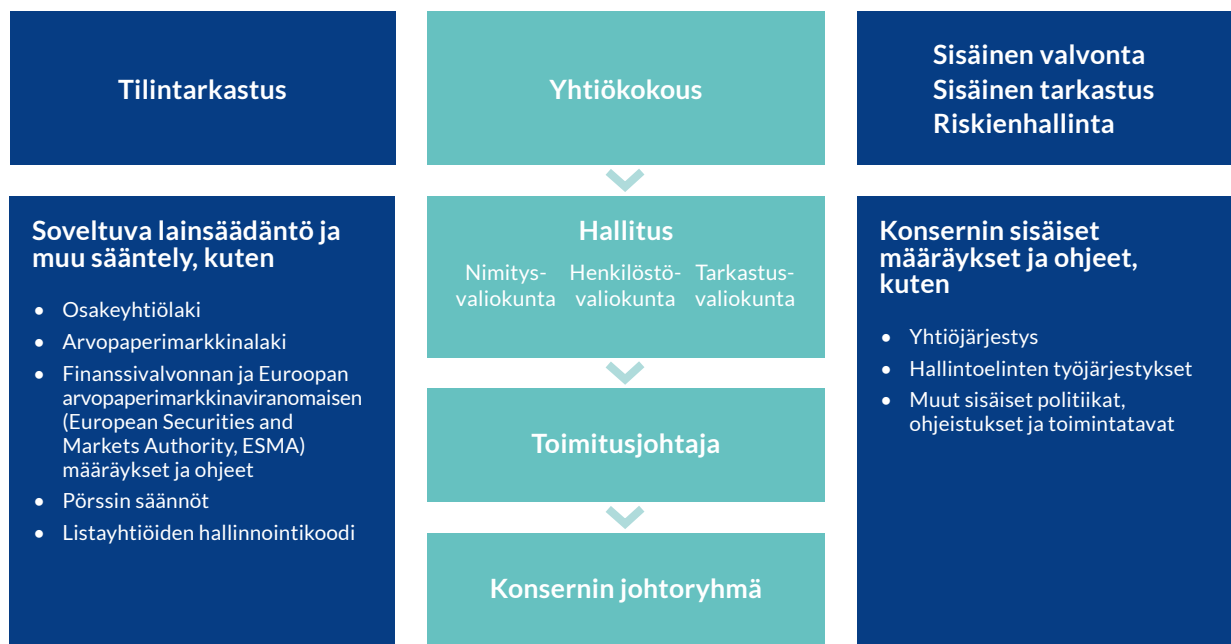 Tilintarkastus
Yhtiökokous
Sisäinen valvonta
Sisäinen tarkastus
Riskienhallinta
Soveltuva lainsäädäntö ja
muu sääntely, kuten
• Osakeyhtiölaki
• Arvopaperimarkkinalaki
• Finanssivalvonnan ja Euroopan
arvopaperimarkkinaviranomaisen
(European Securities and
Markets Authority, ESMA)
määräykset ja ohjeet
• Pörssin säännöt
• Listayhtiöiden hallinnointikoodi
Hallitus
Nimitys-
valiokunta
Henkilöstö-
valiokunta
Tarkastus-
valiokunta
Toimitusjohtaja
Konsernin johtoryhmä
Konsernin sisäiset
määräykset ja ohjeet,
kuten
• Yhtiöjärjestys
• Hallintoelinten työjärjestykset
• Muut sisäiset politiikat,
ohjeistukset ja toimintatavat